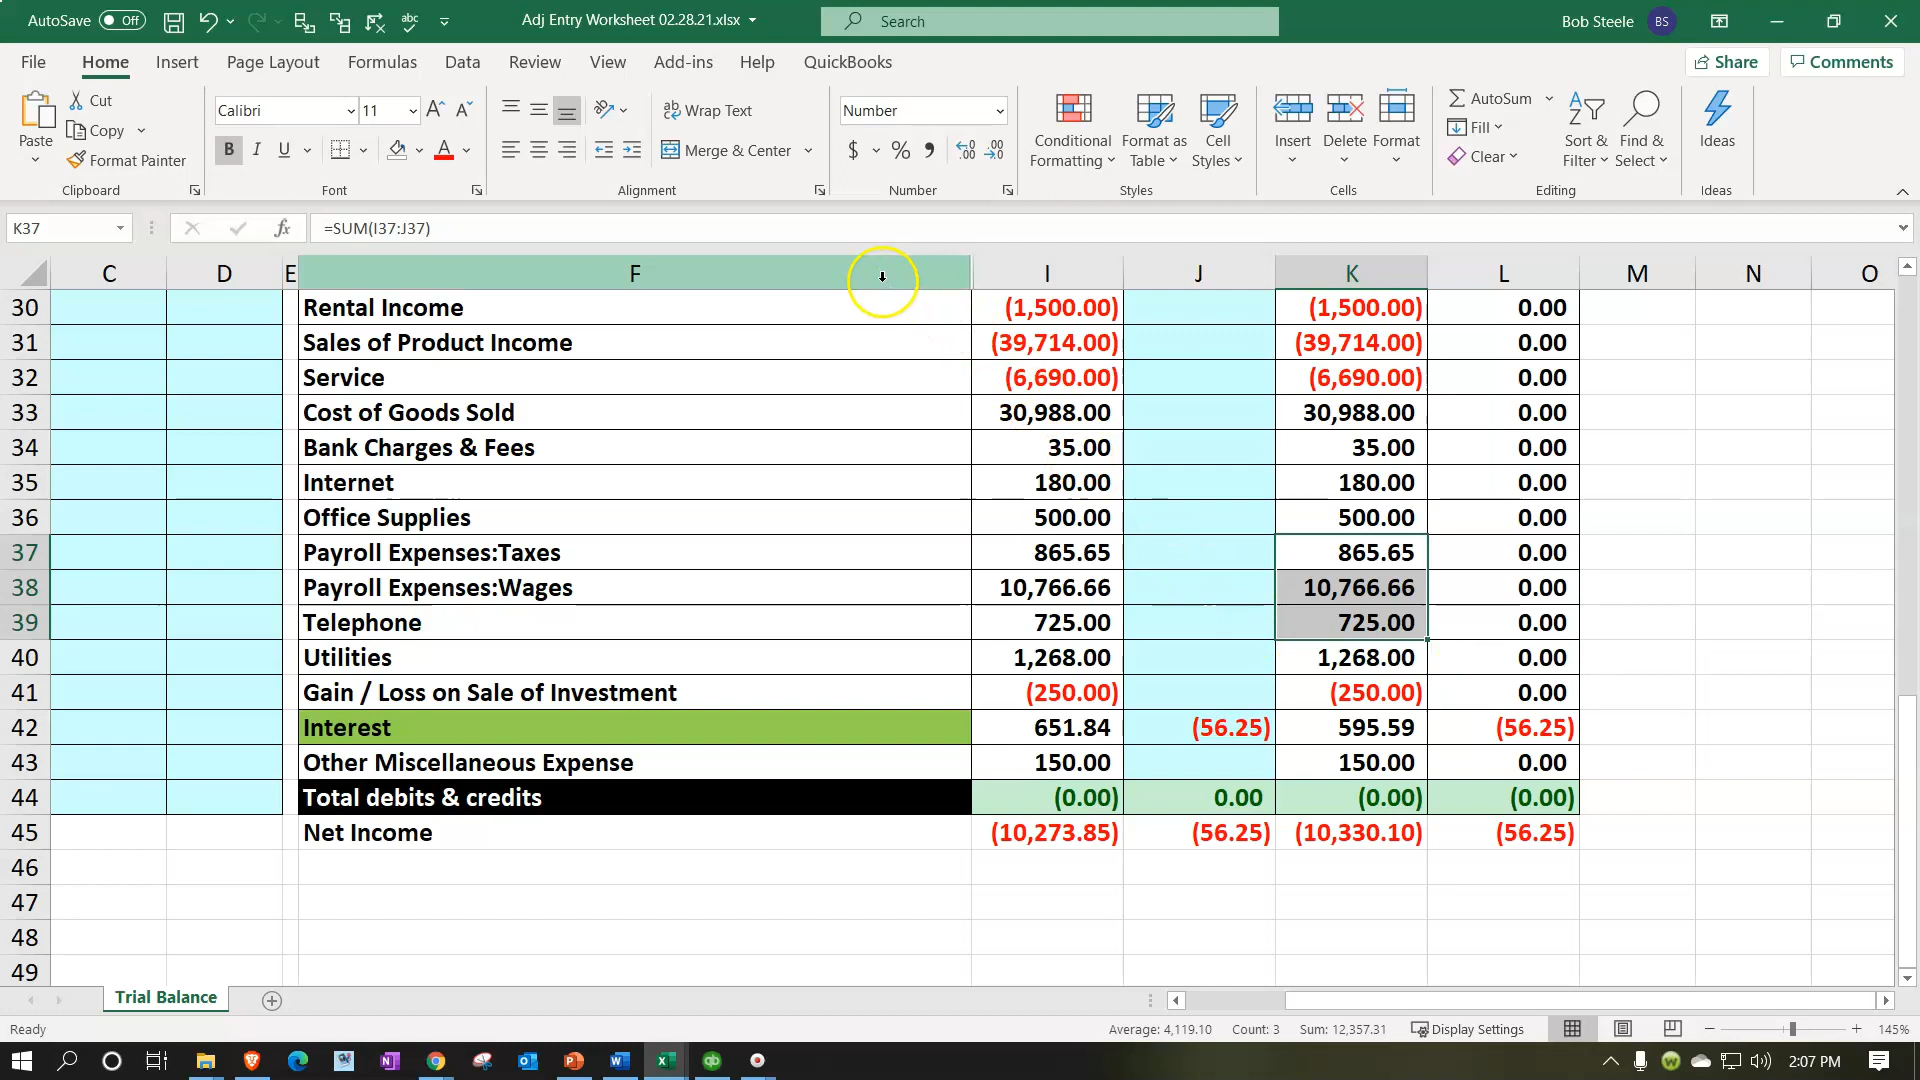 AutoSave Off Adj Entry Worksheet 02.28.21.xlsx Search Bob Steele BS
File Home Insert Page Layout Formulas Data Review View Add-ins Help QuickBooks Share Comments
Paste Cut Copy Format Painter Clipboard
Calibri 11 B I U A Font
ab Wrap Text Merge & Center Alignment
Number $ % Number
Conditional Formatting Format as Table Cell Styles Styles
Insert Delete Format Cells
AutoSum Fill Clear Sort & Filter Find & Select Editing
Ideas Ideas
K37 fx =SUM(I37:J37)
C D E F I J K L M N O
30 Rental Income (1,500.00) (1,500.00) 0.00
31 Sales of Product Income (39,714.00) (39,714.00) 0.00
32 Service (6,690.00) (6,690.00) 0.00
33 Cost of Goods Sold 30,988.00 30,988.00 0.00
34 Bank Charges & Fees 35.00 35.00 0.00
35 Internet 180.00 180.00 0.00
36 Office Supplies 500.00 500.00 0.00
37 Payroll Expenses:Taxes 865.65 865.65 0.00
38 Payroll Expenses:Wages 10,766.66 10,766.66 0.00
39 Telephone 725.00 725.00 0.00
40 Utilities 1,268.00 1,268.00 0.00
41 Gain / Loss on Sale of Investment (250.00) (250.00) 0.00
42 Interest 651.84 (56.25) 595.59 (56.25)
43 Other Miscellaneous Expense 150.00 150.00 0.00
44 Total debits & credits (0.00) 0.00 (0.00) (0.00)
45 Net Income (10,273.85) (56.25) (10,330.10) (56.25)
46
47
48
49
Trial Balance
Ready Average: 4,119.10 Count: 3 Sum: 12,357.31 Display Settings 145%
2:07 PM